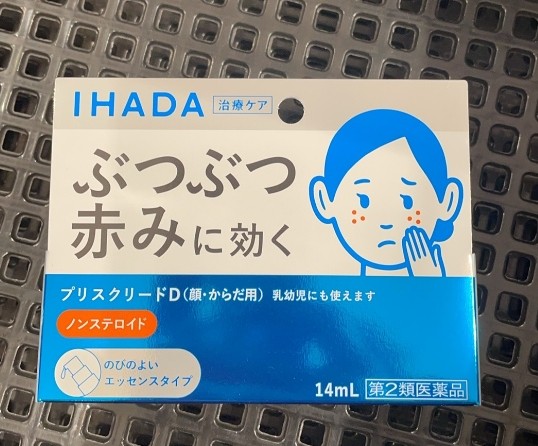 IHADA 治療ケア
ぶつぶつ
赤みに効く
プリスクリードD(顔・からだ用) 乳幼児にも使えます
ノンステロイド
のびのよい
エッセンスタイプ
14mL 第2類医薬品